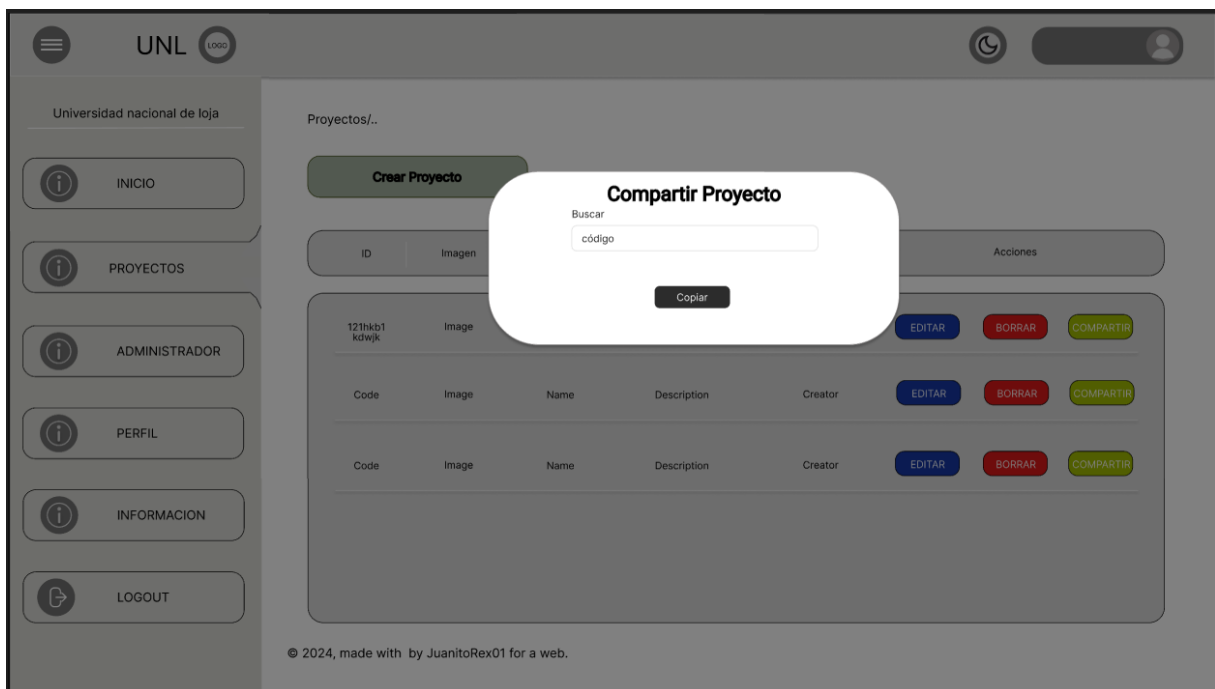 UNL LOGO
Universidad nacional de loja
INICIO
PROYECTOS
ADMINISTRADOR
PERFIL
INFORMACION
LOGOUT
Proyectos/..
Crear Proyecto
Compartir Proyecto
Buscar
código
Copiar
ID Imagen Acciones
121hkb1
kdwjk
Image EDITAR BORRAR COMPARTIR
Code Image Name Description Creator EDITAR BORRAR COMPARTIR
Code Image Name Description Creator EDITAR BORRAR COMPARTIR
© 2024, made with by JuanitoRex01 for a web.